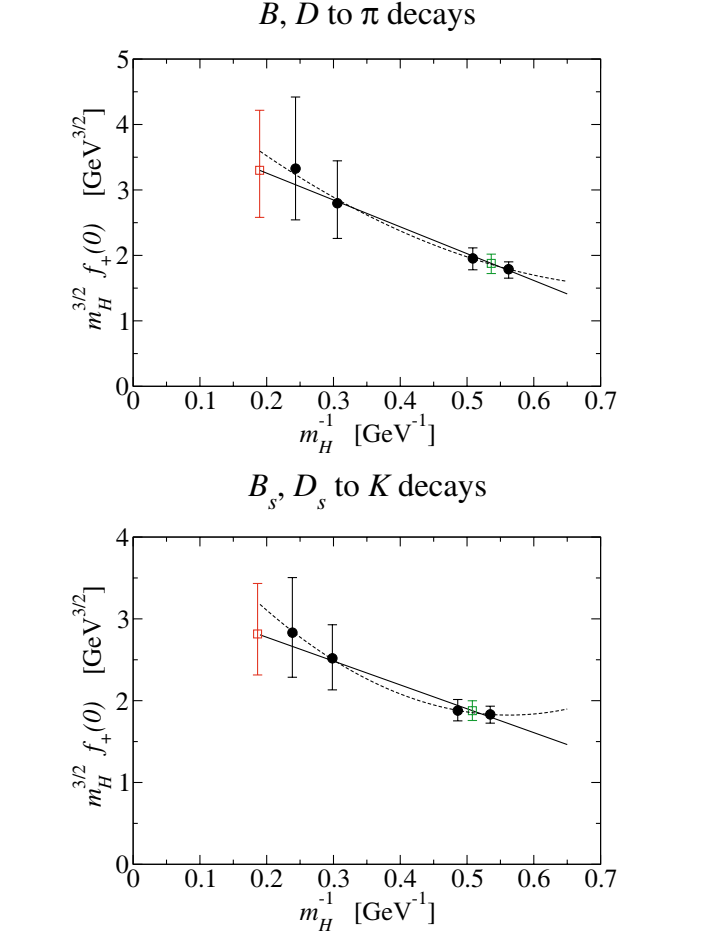 B, D to π decays
5
4
3
2
1
0
m_H^{3/2} f_+(0) [GeV^{3/2}]
0 0.1 0.2 0.3 0.4 0.5 0.6 0.7
m_H^{-1} [GeV^{-1}]
B_s, D_s to K decays
4
3
2
1
0
m_H^{3/2} f_+(0) [GeV^{3/2}]
0 0.1 0.2 0.3 0.4 0.5 0.6 0.7
m_H^{-1} [GeV^{-1}]